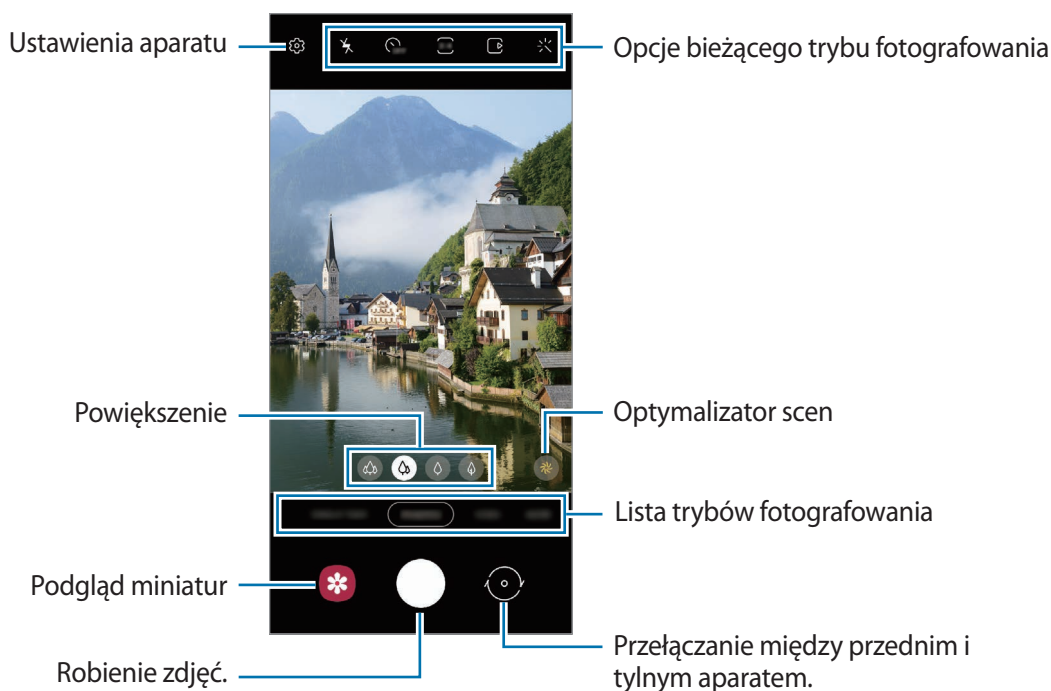 Ustawienia aparatu
Opcje bieżącego trybu fotografowania
Powiększenie
Optymalizator scen
Lista trybów fotografowania
Podgląd miniatur
Robienie zdjęć.
Przełączanie między przednim i
tylnym aparatem.